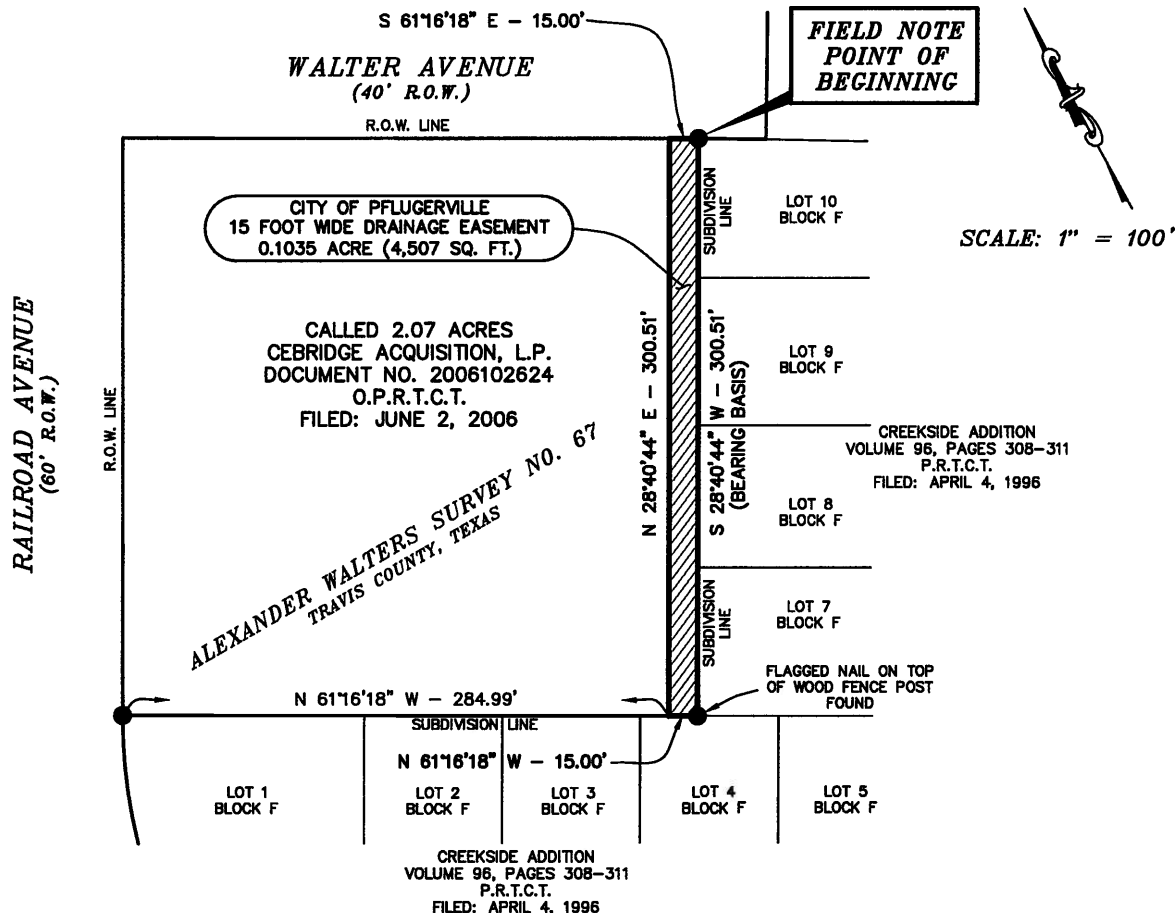 S 61°16'18" E - 15.00'
FIELD NOTE
POINT OF
BEGINNING
WALTER AVENUE
(40' R.O.W.)
R.O.W. LINE
SCALE: 1" = 100'
CITY OF PFLUGERVILLE
15 FOOT WIDE DRAINAGE EASEMENT
0.1035 ACRE (4,507 SQ. FT.)
SUBDIVISION
LINE
LOT 10
BLOCK F
RAILROAD AVENUE
(60' R.O.W.)
R.O.W. LINE
CALLED 2.07 ACRES
CEBRIDGE ACQUISITION, L.P.
DOCUMENT NO. 2006102624
O.P.R.T.C.T.
FILED: JUNE 2, 2006
N 28°40'44" E - 300.51'
S 28°40'44" W - 300.51'
(BEARING BASIS)
LOT 9
BLOCK F
CREEKSIDE ADDITION
VOLUME 96, PAGES 308-311
P.R.T.C.T.
FILED: APRIL 4, 1996
ALEXANDER WALTERS SURVEY NO. 67
TRAVIS COUNTY, TEXAS
LOT 8
BLOCK F
SUBDIVISION
LINE
LOT 7
BLOCK F
FLAGGED NAIL ON TOP
OF WOOD FENCE POST
FOUND
N 61°16'18" W - 284.99'
SUBDIVISION LINE
N 61°16'18" W - 15.00'
LOT 1
BLOCK F
LOT 2
BLOCK F
LOT 3
BLOCK F
LOT 4
BLOCK F
LOT 5
BLOCK F
CREEKSIDE ADDITION
VOLUME 96, PAGES 308-311
P.R.T.C.T.
FILED: APRIL 4, 1996